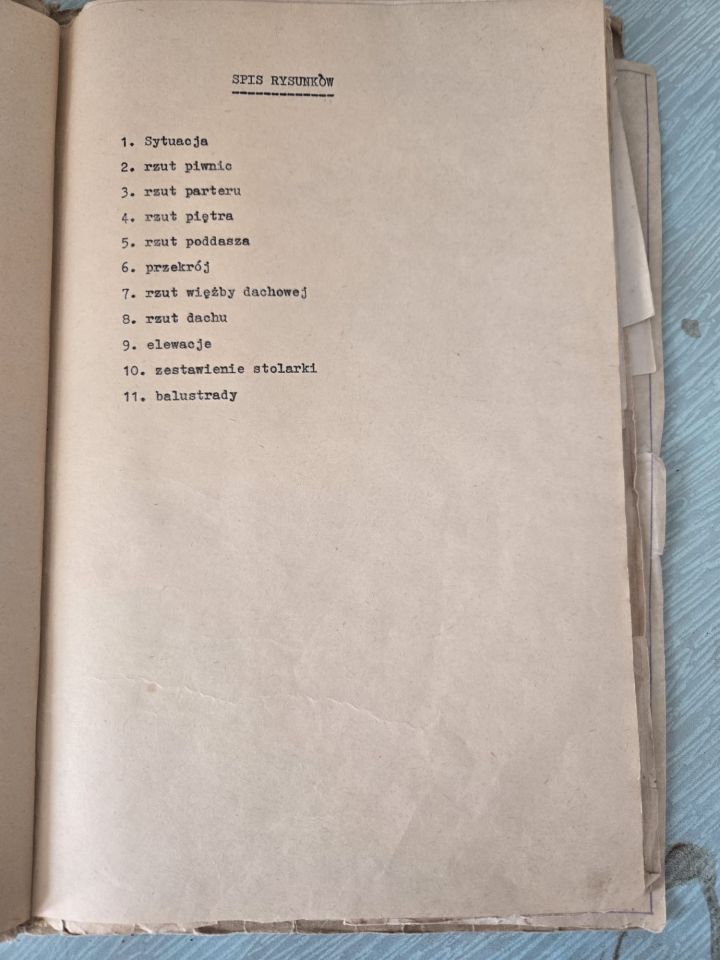 SPIS RYSUNKÓW
1. Sytuacja
2. rzut piwnic
3. rzut parteru
4. rzut piętra
5. rzut poddasza
6. przekrój
7. rzut więżby dachowej
8. rzut dachu
9. elewacje
10. zestawienie stolarki
11. balustrady